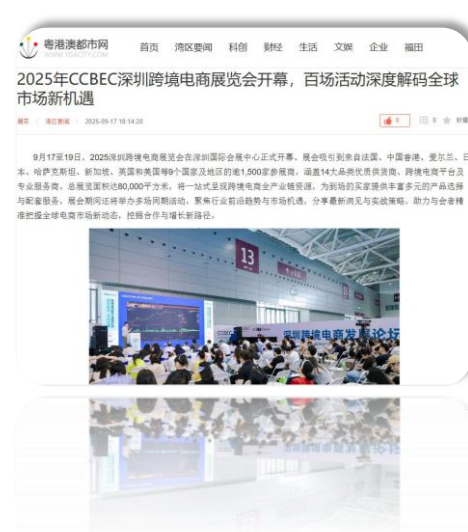 粤港澳都市网
首页 湾区要闻 科创 财经 生活 文娱 企业 福田
2025年CCBEC深圳跨境电商展览会开幕，百场活动深度解码全球
市场新机遇
湾区要闻 2025-09-17 18:14:28
9月17至19日，2025深圳跨境电商展览会在深圳国际会展中心正式开幕。展会吸引到来自法国、中国香港、爱尔兰、日
本、哈萨克斯坦、新加坡、英国和美国等9个国家及地区的逾1,500家参展商，涵盖14大品类优质供货商、跨境电商平台及
专业服务商，总展览面积达80,000平方米，将一站式呈现跨境电商全产业链资源，为到场的买家提供丰富多元的产品选择
与配套服务。展会期间还将举办多场同期活动，聚焦行业前沿趋势与市场机遇，分享最新洞见与实战策略，助力与会者精
准把握全球电商市场新动态，挖掘合作与增长新路径。
13
13
深圳跨境电商发展论坛